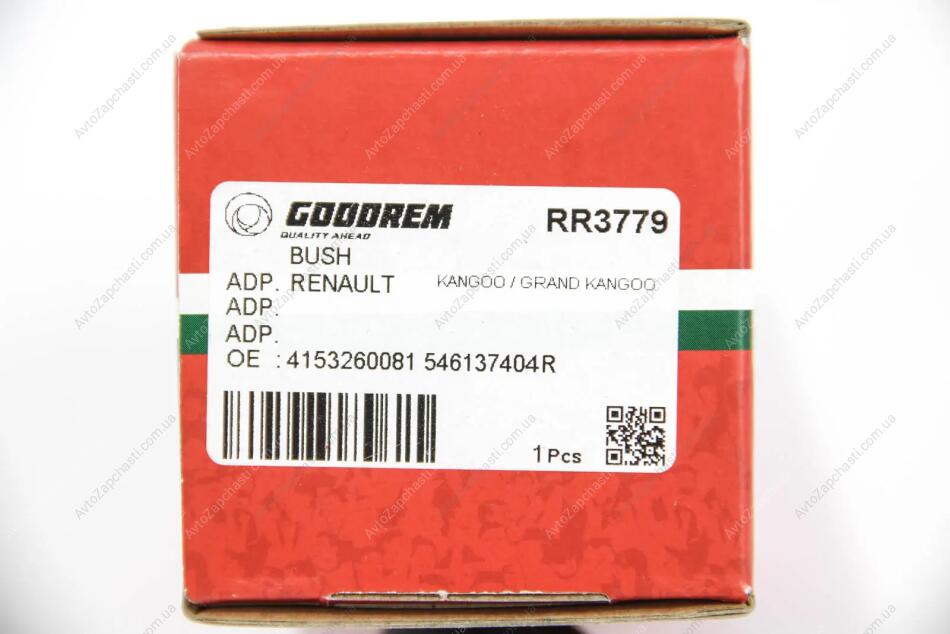 GOODREM RR3779
QUALITY AHEAD
BUSH
ADP. RENAULT KANGOO / GRAND KANGOO
ADP.
ADP.
OE : 4153260081 546137404R
1 Pcs
AvtoZapchasti.com.ua